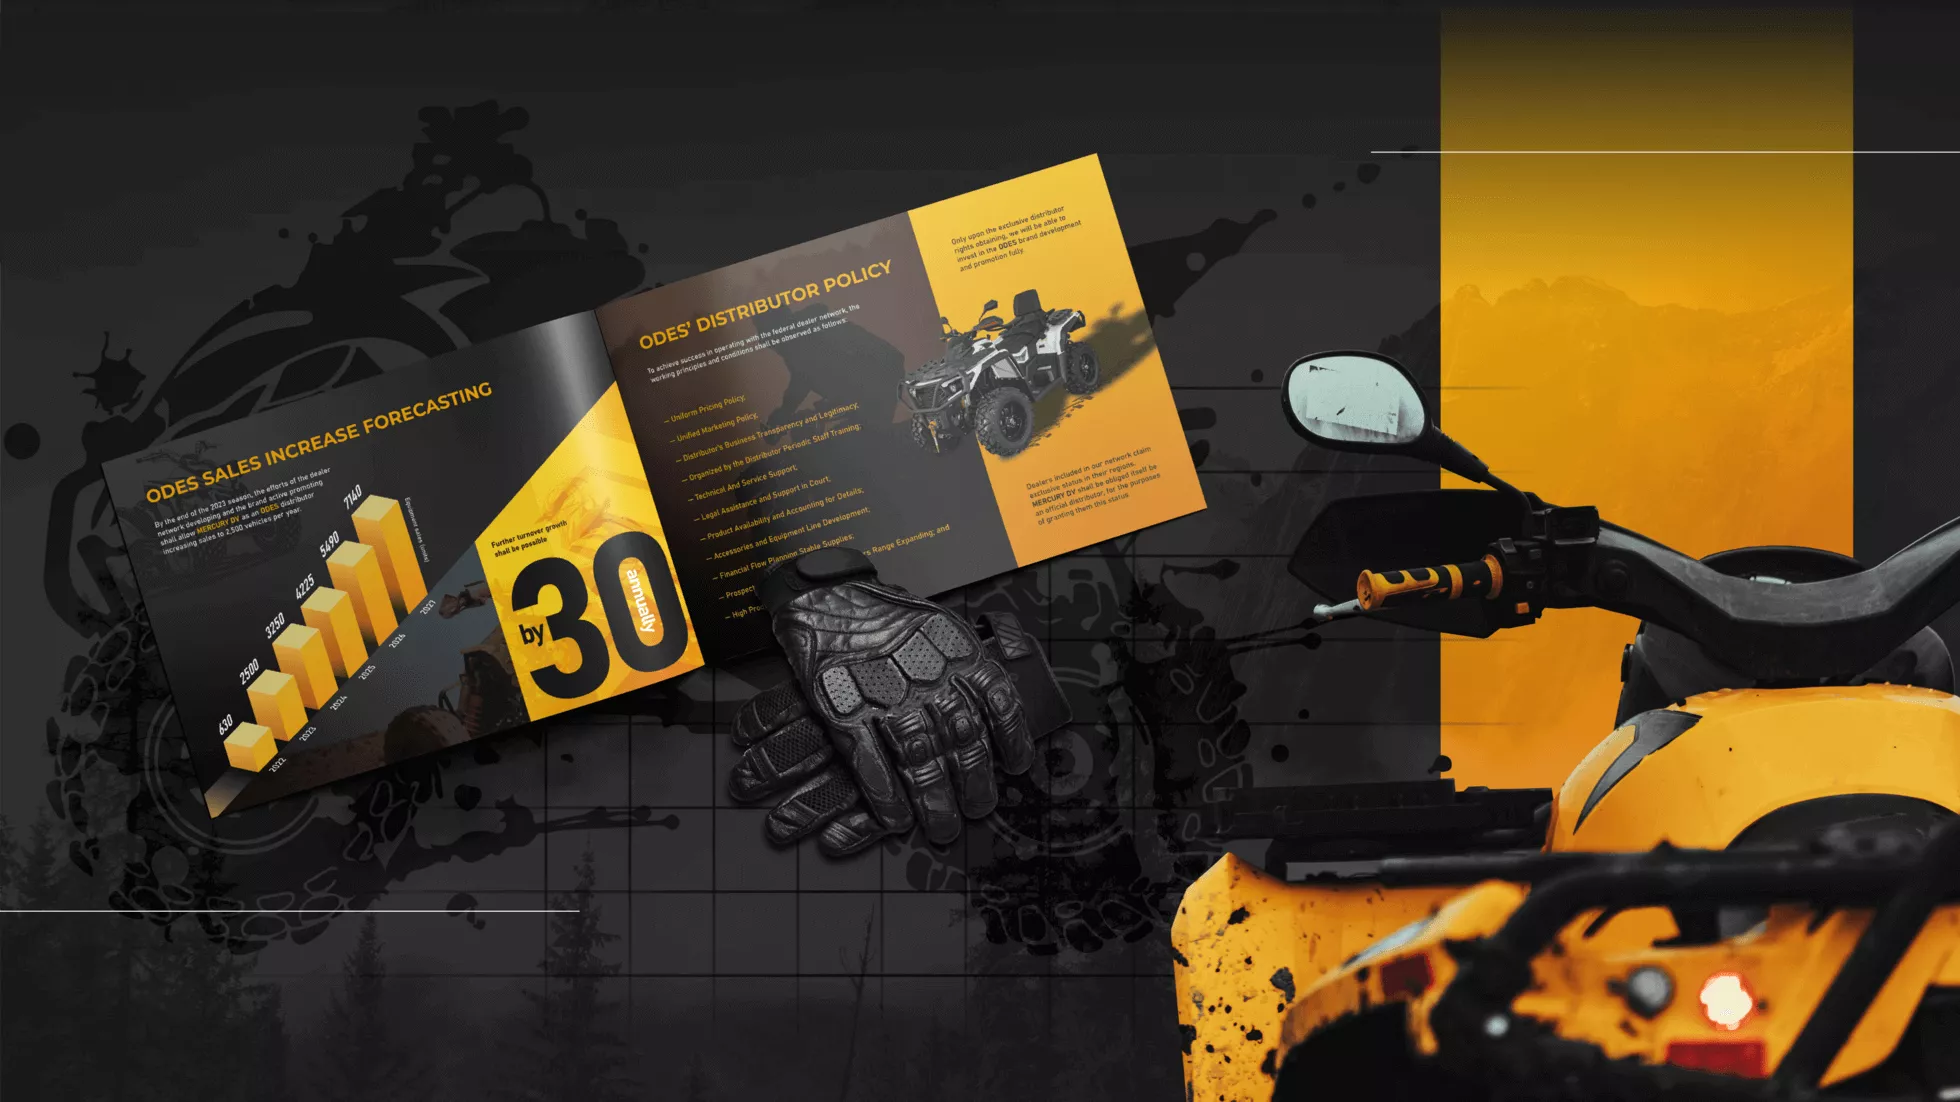 ODES SALES INCREASE FORECASTING
By the end of the 2023 season, the efforts of the dealer
network developing and the brand active promoting
shall allow MERCURY DV as an ODES distributor
increasing sales to 2,500 vehicles per year.
630
2500
3250
4225
5490
7140
Equipment sales (units)
2022
2023
2024
2025
2026
2027
Further turnover growth
shall be possible
by 30 annually
ODES' DISTRIBUTOR POLICY
To achieve success in operating with the federal dealer network, the
working principles and conditions shall be observed as follows:
— Uniform Pricing Policy;
— Unified Marketing Policy;
— Distributor's Business Transparency and Legitimacy;
— Organized by the Distributor Periodic Staff Training;
— Technical And Service Support;
— Legal Assistance and Support in Court;
— Product Availability and Accounting for Details;
— Accessories and Equipment Line Development;
— Financial Flow Planning Stable Supplies;
Range Expanding; and
— High
Only upon the exclusive distributor
rights obtaining, we will be able to
invest in the ODES brand development
and promotion fully.
Dealers included in our network claim
exclusive status in their regions.
MERCURY DV shall be obliged itself be
an official distributor, for the purposes
of granting them this status